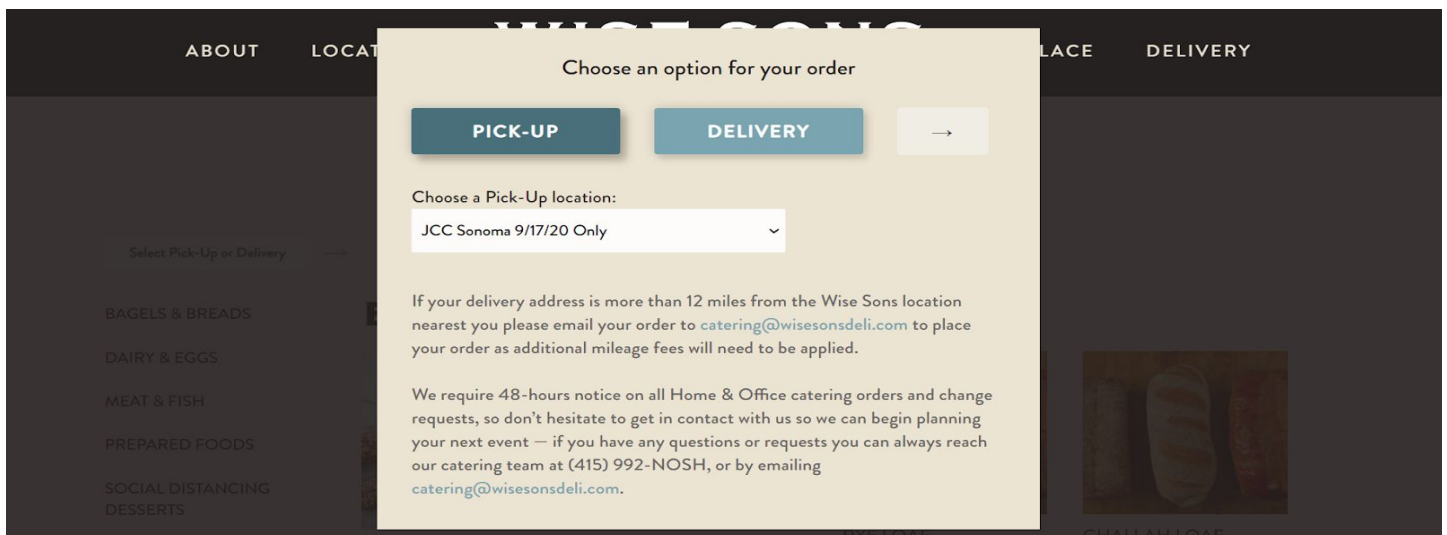 WISE SONS
ABOUT LOCAT LACE DELIVERY
Choose an option for your order
PICK-UP DELIVERY →
Choose a Pick-Up location:
JCC Sonoma 9/17/20 Only
Select Pick-Up or Delivery →
If your delivery address is more than 12 miles from the Wise Sons location
nearest you please email your order to catering@wisesonsdeli.com to place
your order as additional mileage fees will need to be applied.
We require 48-hours notice on all Home & Office catering orders and change
requests, so don't hesitate to get in contact with us so we can begin planning
your next event — if you have any questions or requests you can always reach
our catering team at (415) 992-NOSH, or by emailing
catering@wisesonsdeli.com.
BAGELS & BREADS
DAIRY & EGGS
MEAT & FISH
PREPARED FOODS
SOCIAL DISTANCING
DESSERTS
RYE LOAF
CHALLAH LOAF